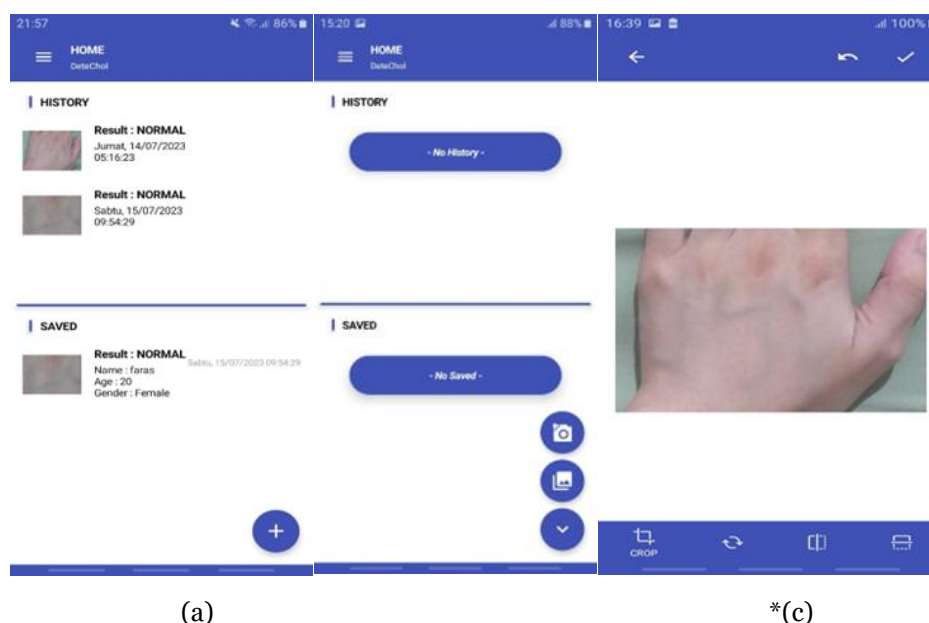 21:57
86%
HOME
DeteChol
HISTORY
Result : NORMAL
Jumat, 14/07/2023
05:16:23
Result : NORMAL
Sabtu, 15/07/2023
09:54:29
SAVED
Result : NORMAL
Sabtu, 15/07/2023 09:54:29
Name : faras
Age : 20
Gender : Female
15:20
88%
HOME
DeteChol
HISTORY
- No History -
SAVED
- No Saved -
16:39
100%
CROP
(a)
*(c)